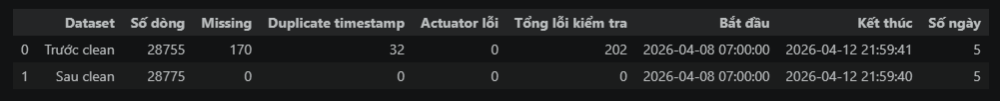 Dataset Số dòng Missing Duplicate timestamp Actuator lỗi Tổng lỗi kiểm tra Bắt đầu Kết thúc Số ngày
0 Trước clean 28755 170 32 0 202 2026-04-08 07:00:00 2026-04-12 21:59:41 5
1 Sau clean 28775 0 0 0 0 2026-04-08 07:00:00 2026-04-12 21:59:40 5